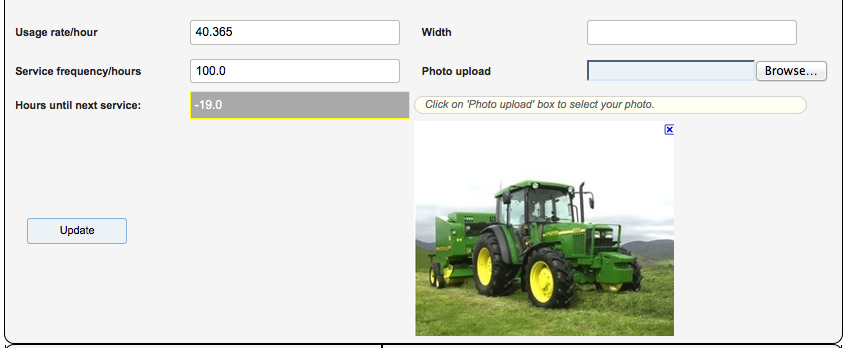 Usage rate/hour 40.365 Width
Service frequency/hours 100.0 Photo upload Browse...
Hours until next service: -19.0 Click on 'Photo upload' box to select your photo.
Update